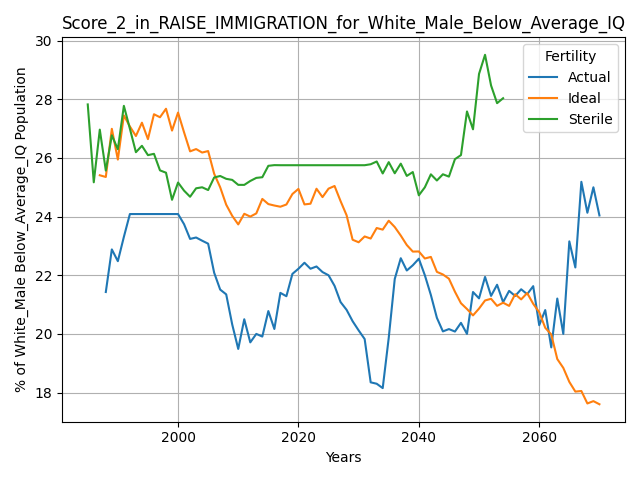 Score_2_in_RAISE_IMMIGRATION_for_White_Male_Below_Average_IQ
% of White_Male Below_Average_IQ Population
30
28
26
24
22
20
18
Fertility
Actual
Ideal
Sterile
2000
2020
2040
2060
Years